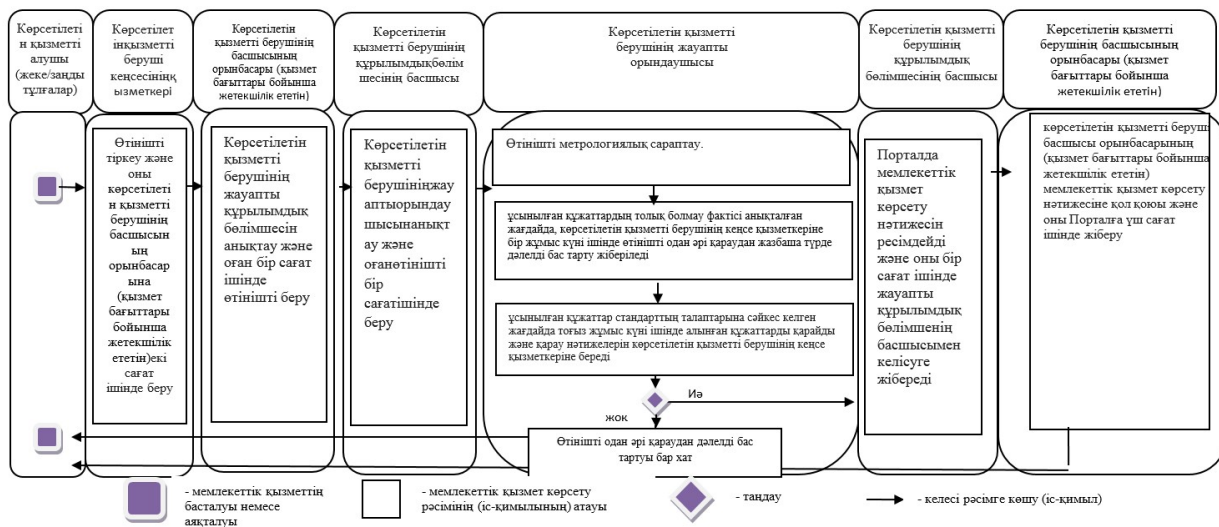 Көрсетілеті
н қызметті
алушы
(жеке/заңды
тұлғалар)
Көрсетілет
інқызметті
беруші
кеңсесініңқ
ызметкері
Көрсетілетін
қызметті берушінің
басшысының
орынбасары (қызмет
бағыттары бойынша
жетекшілік ететін)
Көрсетілетін
қызметті берушінің
құрылымдықбөлім
шесінің басшысы
Көрсетілетін қызметті
берушінің жауапты
орындаушысы
Көрсетілетін қызметті
берушінің
құрылымдық
бөлімшесінің басшысы
Көрсетілетін қызметті
берушінің басшысының
орынбасары (қызмет
бағыттары бойынша
жетекшілік ететін)
Өтінішті
тіркеу және
оны
көрсетілеті
н қызметті
берушінің
басшысын
ың
орынбасар
ына
(қызмет
бағыттары
бойынша
жетекшілік
ететін)екі
сағат
ішінде беру
Көрсетілетін
қызметті
берушінің
жауапты
құрылымдық
бөлімшесін
анықтау және
оған бір сағат
ішінде
өтінішті беру
Көрсетілетін
қызметті
берушініңжау
аптыорындау
шысынанық
тау және
оғанөтінішті
бір
сағатішінде
беру
Өтінішті метрологиялық сараптау.
ұсынылған құжаттардың толық болмау фактісі анықталған
жағдайда, көрсетілетін қызметті берушінің кеңсе қызметкеріне
бір жұмыс күні ішінде өтінішті одан әрі қараудан жазбаша түрде
дәлелді бас тарту жіберіледі
ұсынылған құжаттар стандарттың талаптарына сәйкес келген
жағдайда тоғыз жұмыс күні ішінде алынған құжаттарды қарайды
және қарау нәтижелерін көрсетілетін қызметті берушінің кеңсе
қызметкеріне береді
Иә
жок
Өтінішті одан әрі қараудан дәлелді бас
тартуы бар хат
Порталда
мемлекеттік
қызмет
көрсету
нәтижесін
ресімдейді
және оны бір
сағат ішінде
жауапты
құрылымдық
бөлімшенің
басшысымен
келісуге
жібереді
көрсетілетін қызметті беруші
басшысы орынбасарының
(қызмет бағыттары бойынша
жетекшілік ететін)
мемлекеттік қызмет көрсету
нәтижесіне қол қоюы және
оны Порталға үш сағат
ішінде жіберу
- мемлекеттік қызметтің
басталуы немесе
аяқталуы
- мемлекеттік қызмет көрсету
рәсімінің (іс-қимылының) атауы
- таңдау
- келесі рәсімге көшу (іс-қимыл)